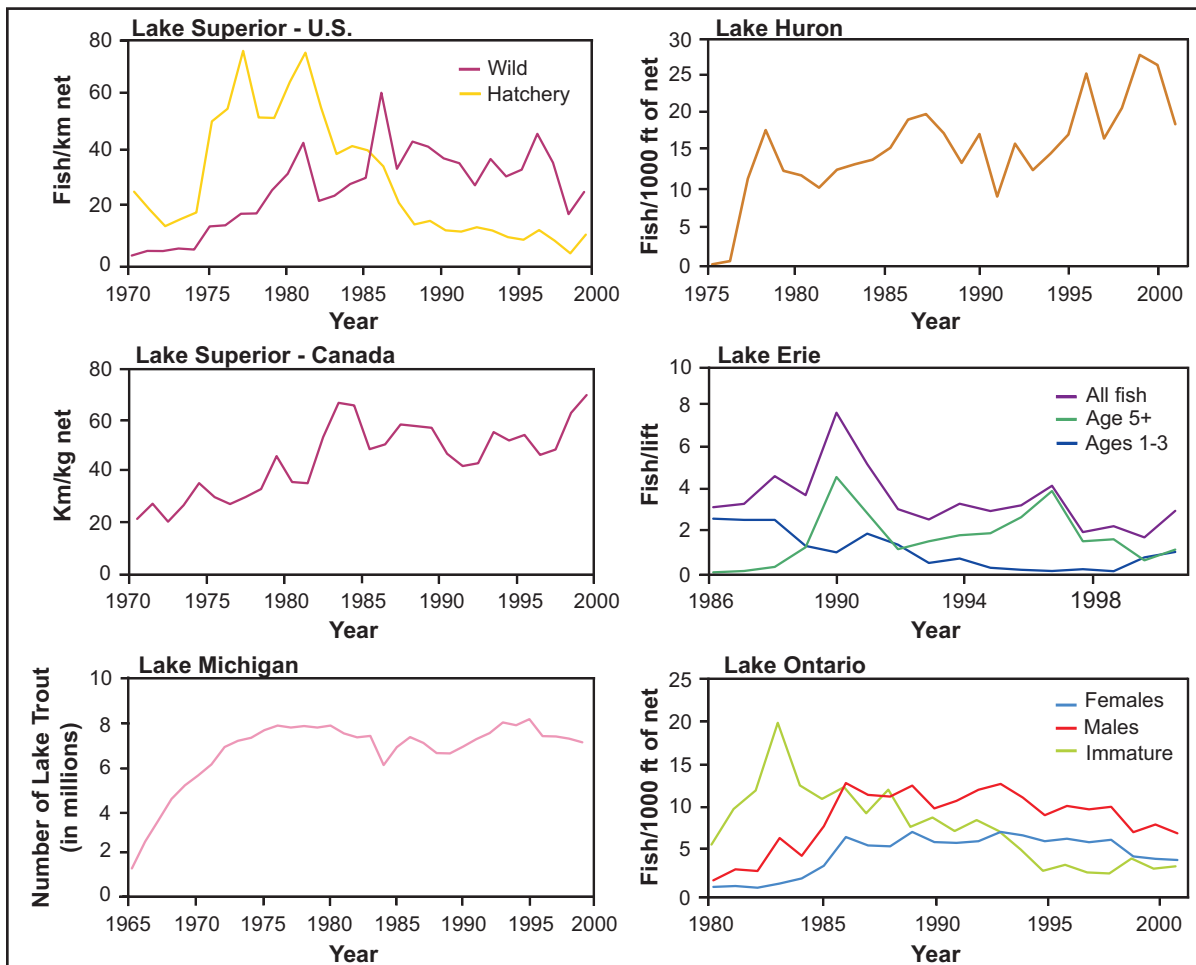 Lake Superior - U.S.
80
60
40
20
0
Fish/km net
Wild
Hatchery
1970 1975 1980 1985 1990 1995 2000
Year
Lake Huron
30
25
20
15
10
5
0
Fish/1000 ft of net
1975 1980 1985 1990 1995 2000
Year
Lake Superior - Canada
80
60
40
20
0
Km/kg net
1970 1975 1980 1985 1990 1995 2000
Year
Lake Erie
10
8
6
4
2
0
Fish/lift
All fish
Age 5+
Ages 1-3
1986 1990 1994 1998
Year
Lake Michigan
10
8
6
4
2
0
Number of Lake Trout
(in millions)
1965 1970 1975 1980 1985 1990 1995 2000
Year
Lake Ontario
25
20
15
10
5
0
Fish/1000 ft of net
Females
Males
Immature
1980 1985 1990 1995 2000
Year